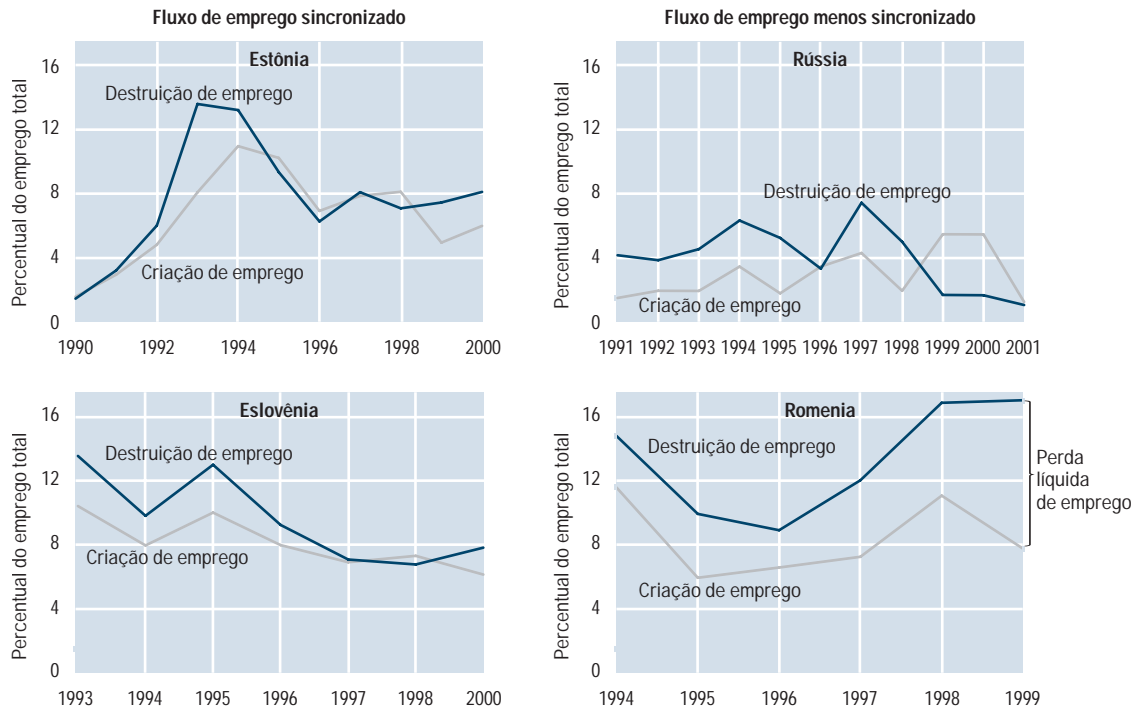 Fluxo de emprego sincronizado
Fluxo de emprego menos sincronizado
Estônia
Percentual do emprego total
16
12
8
4
0
Destruição de emprego
Criação de emprego
1990 1992 1994 1996 1998 2000
Rússia
Percentual do emprego total
16
12
8
4
0
Destruição de emprego
Criação de emprego
1991 1992 1993 1994 1995 1996 1997 1998 1999 2000 2001
Eslovênia
Percentual do emprego total
16
12
8
4
0
Destruição de emprego
Criação de emprego
1993 1994 1995 1996 1997 1998 2000
Romenia
Percentual do emprego total
16
12
8
4
0
Destruição de emprego
Criação de emprego
Perda
líquida
de emprego
1994 1995 1996 1997 1998 1999